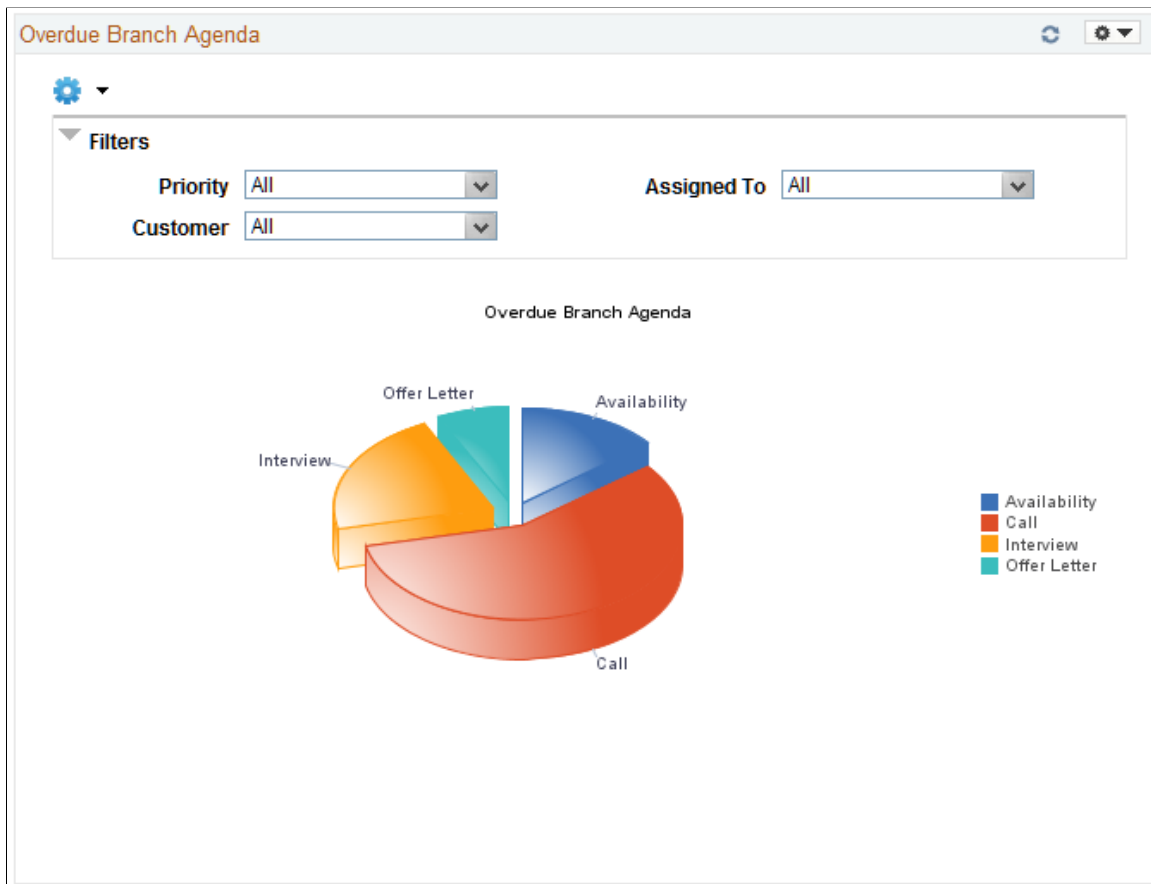 Overdue Branch Agenda
Filters
Priority All Assigned To All
Customer All
Overdue Branch Agenda
Offer Letter
Availability
Interview
Call
Availability
Call
Interview
Offer Letter